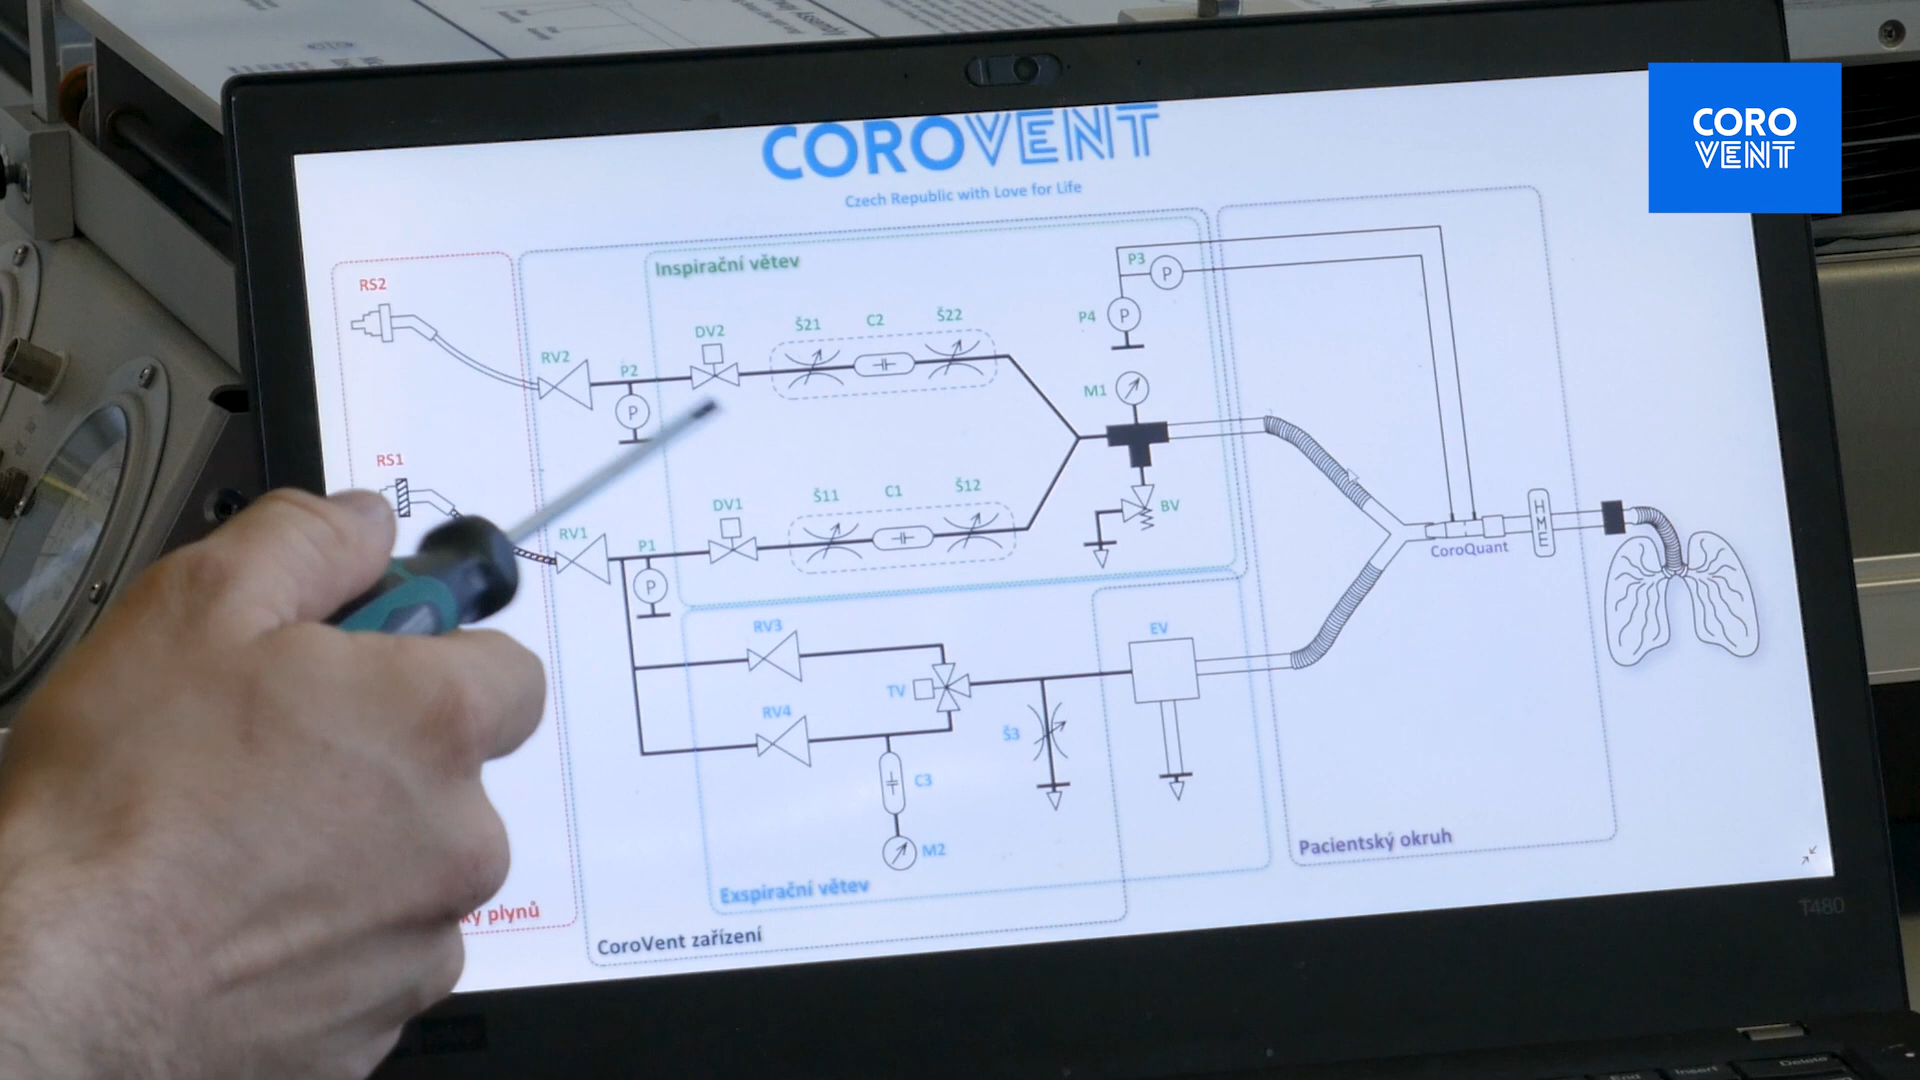 COROVENT
Czech Republic with Love for Life
CORO
VENT
RS2
Inspirační větev
RV2
P2
P
DV2
Š21
C2
Š22
P3
P
P4
P
M1
RS1
RV1
P1
P
DV1
Š11
C1
Š12
BV
CoroQuant
HME
RV3
TV
RV4
Š3
EV
C3
M2
Exspirační větev
Pacientský okruh
plynů
CoroVent zařízení
T480
Insert
Delete